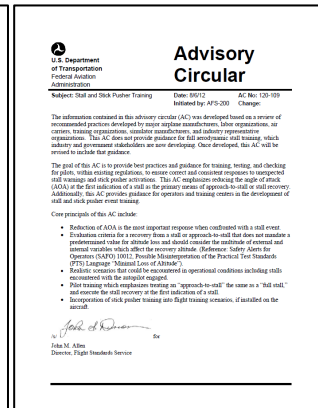 U.S. Department
of Transportation
Federal Aviation
Administration
Advisory
Circular
Subject: Stall and Stick Pusher Training
Date: 8/6/12
AC No: 120-109
Initiated by: AFS-200
Change:
The information contained in this advisory circular (AC) was developed based on a review of
recommended practices developed by major airplane manufacturers, labor organizations, air
carriers, training organizations, simulator manufacturers, and industry representative
organizations. This AC does not provide guidance for full aerodynamic stall training, which
industry and government stakeholders are now developing. Once developed, this AC will be
revised to include that guidance.
The goal of this AC is to provide best practices and guidance for training, testing, and checking
for pilots, within existing regulations, to ensure correct and consistent responses to unexpected
stall warnings and stick pusher activations. This AC emphasizes reducing the angle of attack
(AOA) at the first indication of a stall as the primary means of approach-to-stall or stall recovery.
Additionally, this AC provides guidance for operators and training centers in the development of
stall and stick pusher event training.
Core principals of this AC include:
• Reduction of AOA is the most important response when confronted with a stall event.
• Evaluation criteria for a recovery from a stall or approach-to-stall that does not mandate a
predetermined value for altitude loss and should consider the multitude of external and
internal variables which affect the recovery altitude. (Reference: Safety Alerts for
Operators (SAFO) 10012, Possible Misinterpretation of the Practical Test Standards
(PTS) Language "Minimal Loss of Altitude").
• Realistic scenarios that could be encountered in operational conditions including stalls
encountered with the autopilot engaged.
• Pilot training which emphasizes treating an "approach-to-stall" the same as a "full stall,"
and execute the stall recovery at the first indication of a stall.
• Incorporation of stick pusher training into flight training scenarios, if installed on the
aircraft.
for
John M. Allen
Director, Flight Standards Service